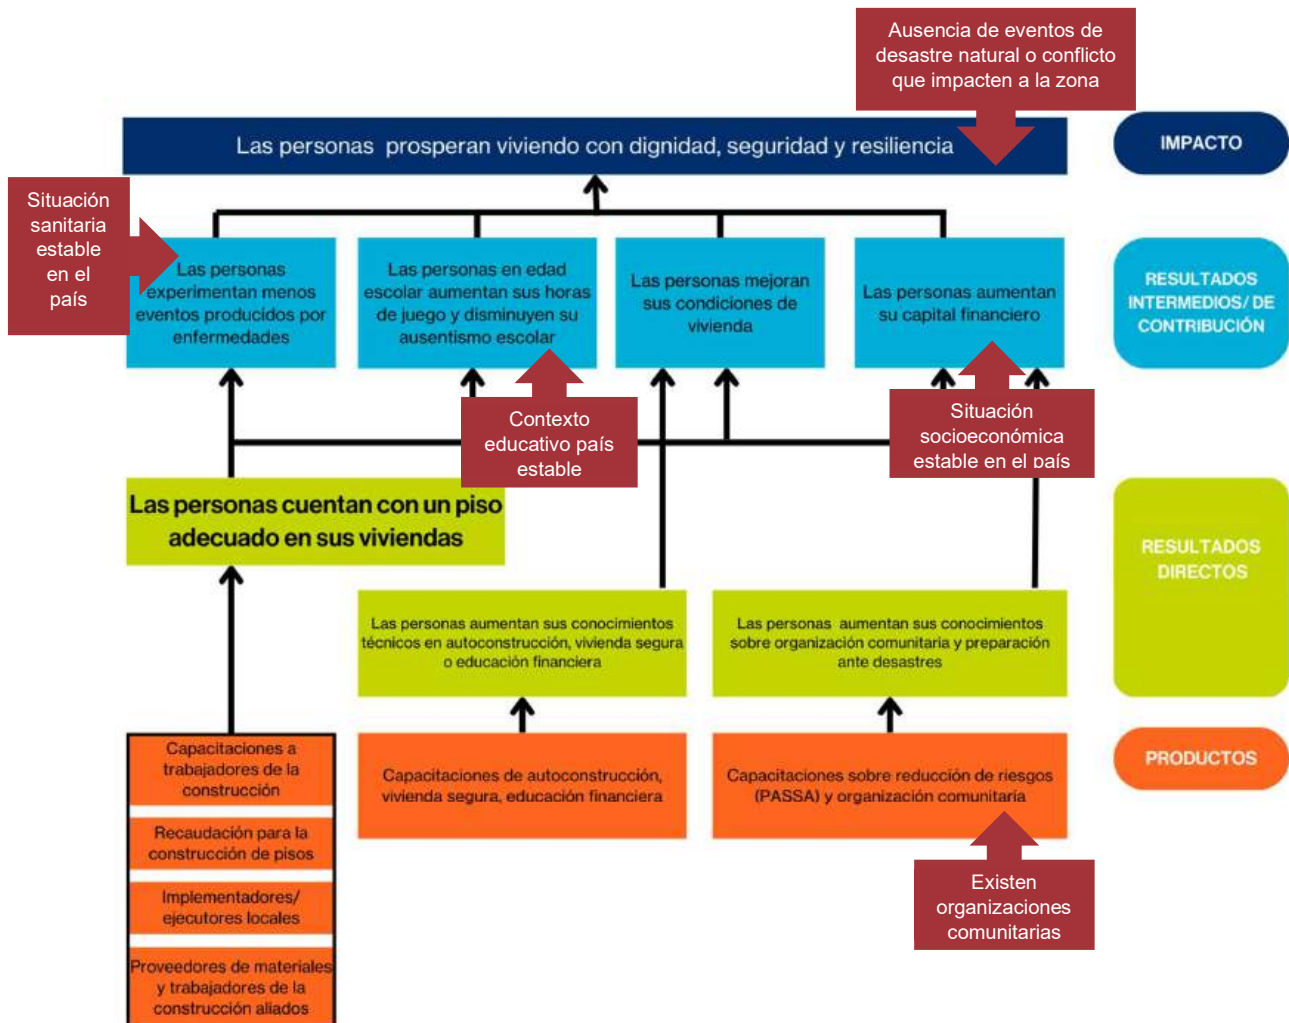 Ausencia de eventos de
desastre natural o conflicto
que impacten a la zona
Las personas prosperan viviendo con dignidad, seguridad y resiliencia
IMPACTO
Situación
sanitaria
estable
en el
país
Las personas
experimentan menos
eventos producidos por
enfermedades
Las personas en edad
escolar aumentan sus horas
de juego y disminuyen su
ausentismo escolar
Las personas mejoran
sus condiciones de
vivienda
Las personas aumentan
su capital financiero
RESULTADOS
INTERMEDIOS/ DE
CONTRIBUCIÓN
Contexto
educativo país
estable
Situación
socioeconómica
estable en el país
Las personas cuentan con un piso
adecuado en sus viviendas
RESULTADOS
DIRECTOS
Las personas aumentan sus conocimientos
técnicos en autoconstrucción, vivienda segura
o educación financiera
Las personas aumentan sus conocimientos
sobre organización comunitaria y preparación
ante desastres
Capacitaciones a
trabajadores de la
construcción
Recaudación para la
construcción de pisos
Implementadores/
ejecutores locales
Proveedores de materiales
y trabajadores de la
construcción aliados
Capacitaciones de autoconstrucción,
vivienda segura, educación financiera
Capacitaciones sobre reducción de riesgos
(PASSA) y organización comunitaria
PRODUCTOS
Existen
organizaciones
comunitarias